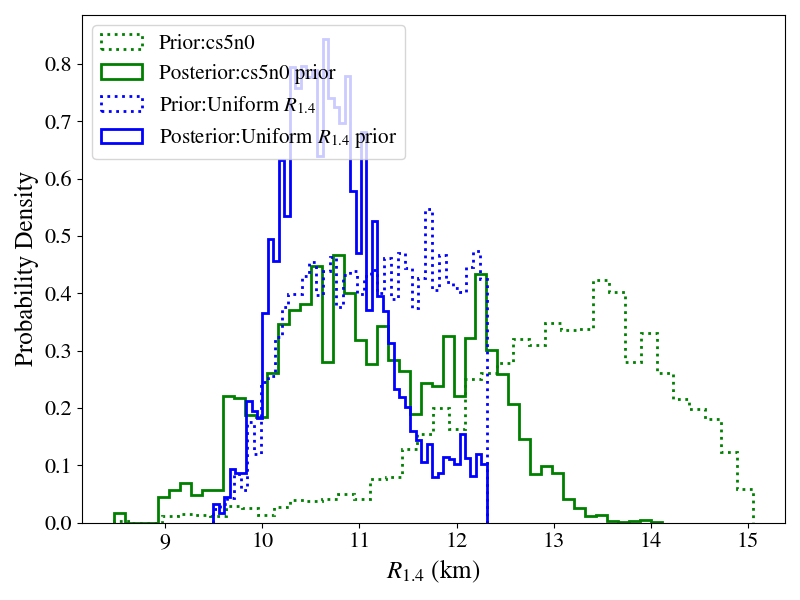 Prior:cs5n0
Posterior:cs5n0 prior
Prior:Uniform R1.4
Posterior:Uniform R1.4 prior
Probability Density
0.8
0.7
0.6
0.5
0.4
0.3
0.2
0.1
0.0
9 10 11 12 13 14 15
R1.4 (km)